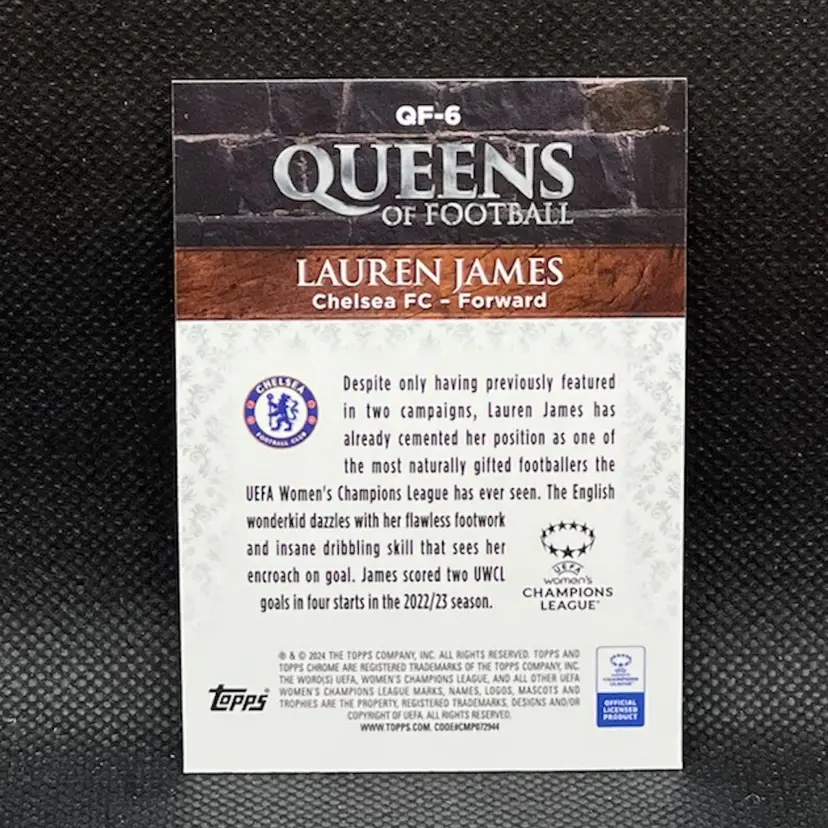 QF-6
QUEENS
OF FOOTBALL
LAUREN JAMES
Chelsea FC - Forward
CHELSEA
FOOTBALL CLUB
Despite only having previously featured
in two campaigns, Lauren James has
already cemented her position as one of
the most naturally gifted footballers the
UEFA Women's Champions League has ever seen. The English
wonderkid dazzles with her flawless footwork
and insane dribbling skill that sees her
encroach on goal. James scored two UWCL
goals in four starts in the 2022/23 season.
UEFA
women's
CHAMPIONS
LEAGUE
® & © 2024 THE TOPPS COMPANY, INC. ALL RIGHTS RESERVED. TOPPS AND
TOPPS CHROME ARE REGISTERED TRADEMARKS OF THE TOPPS COMPANY, INC.
THE WORD(S) UEFA, WOMEN'S CHAMPIONS LEAGUE, AND ALL OTHER UEFA
WOMEN'S CHAMPIONS LEAGUE MARKS, NAMES, LOGOS, MASCOTS AND
TROPHIES ARE THE PROPERTY, REGISTERED TRADEMARKS, DESIGNS AND/OR
COPYRIGHT OF UEFA. ALL RIGHTS RESERVED.
WWW.TOPPS.COM. CODE#CMP072944
topps
CHAMPIONS
LEAGUE
OFFICIAL
LICENSED
PRODUCT